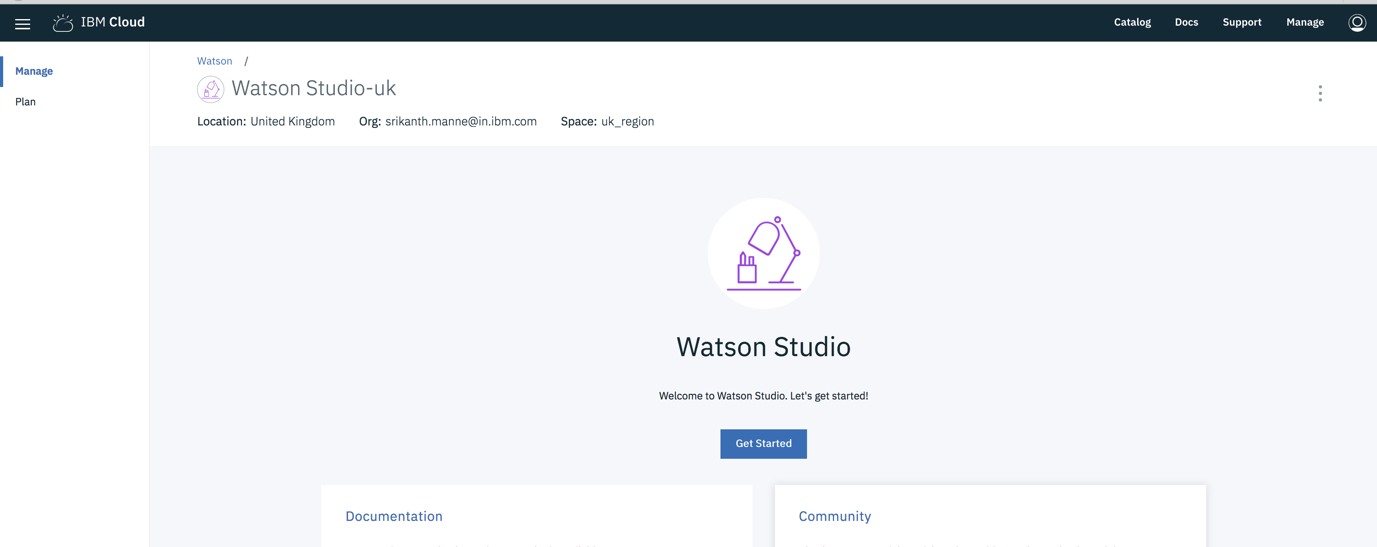 IBM Cloud
Catalog Docs Support Manage
Manage
Plan
Watson /
Watson Studio-uk
Location: United Kingdom Org: srikanth.manne@in.ibm.com Space: uk_region
Watson Studio
Welcome to Watson Studio. Let's get started!
Get Started
Documentation
Community